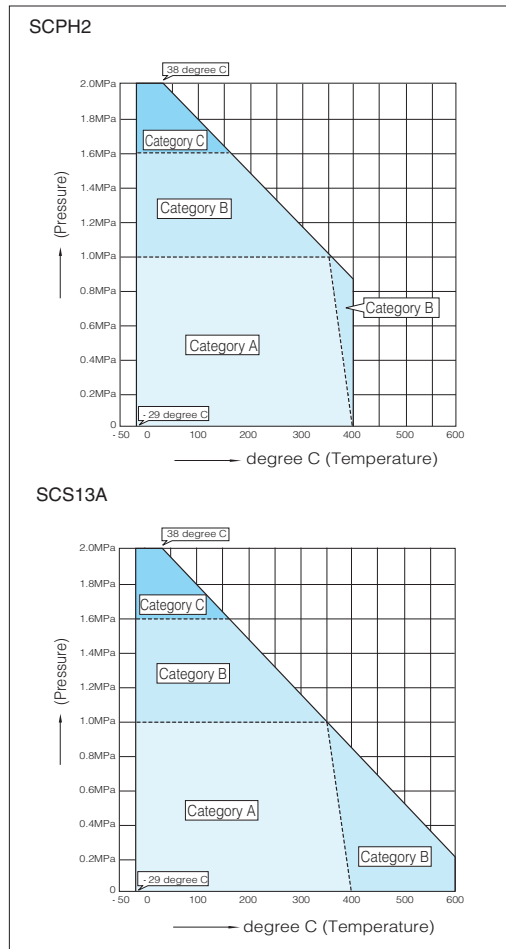 SCPH2
38 degree C
2.0MPa
1.8MPa
Category C
1.6MPa
1.4MPa
Category B
1.2MPa
(Pressure)
1.0MPa
0.8MPa
Category B
0.6MPa
Category A
0.4MPa
0.2MPa
- 29 degree C
0
- 50 0 100 200 300 400 500 600
degree C (Temperature)
SCS13A
38 degree C
2.0MPa
1.8MPa
Category C
1.6MPa
1.4MPa
Category B
1.2MPa
(Pressure)
1.0MPa
0.8MPa
0.6MPa
Category A
0.4MPa
0.2MPa
Category B
- 29 degree C
0
- 50 0 100 200 300 400 500 600
degree C (Temperature)